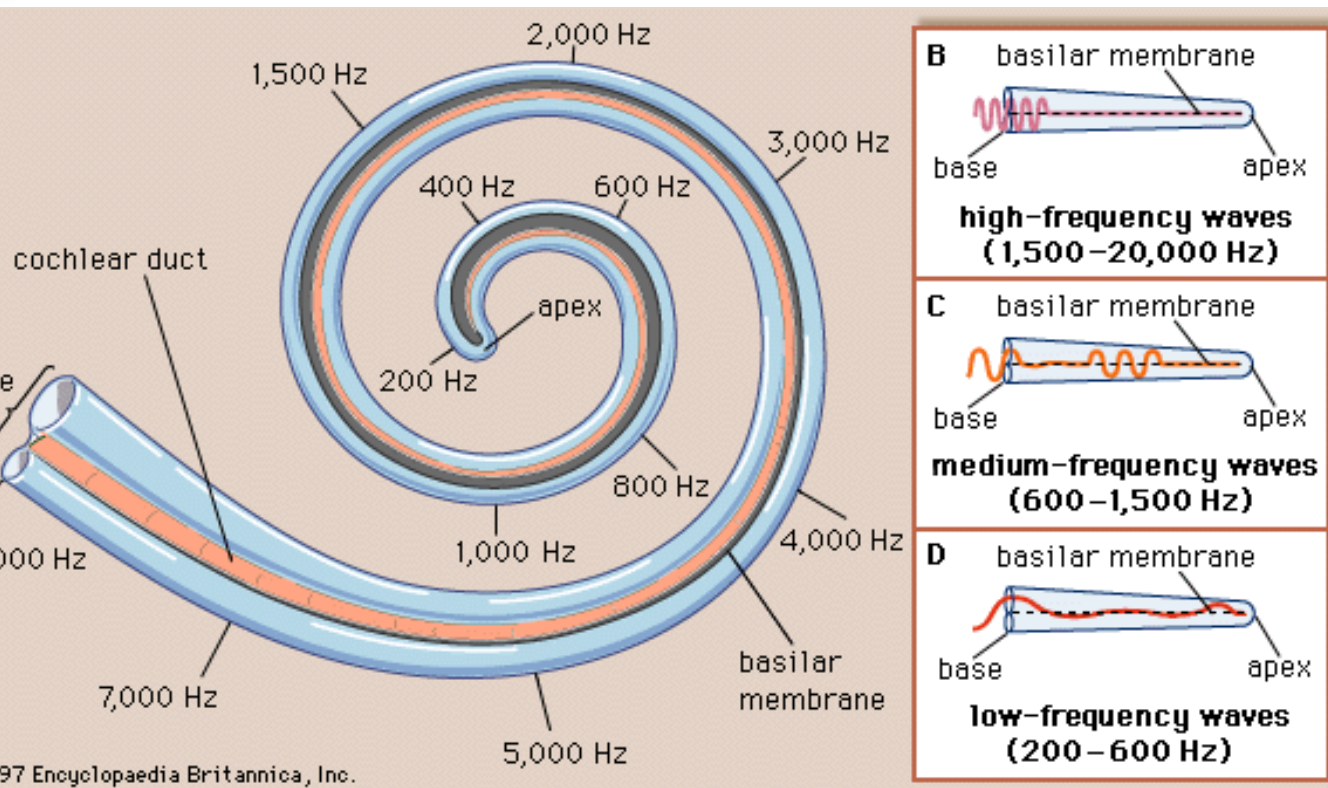 2,000 Hz
1,500 Hz
3,000 Hz
400 Hz
600 Hz
cochlear duct
apex
200 Hz
800 Hz
1,000 Hz
4,000 Hz
000 Hz
basilar
membrane
7,000 Hz
5,000 Hz
97 Encyclopaedia Britannica, Inc.
B
basilar membrane
base
apex
high-frequency waves
(1,500-20,000 Hz)
C
basilar membrane
base
apex
medium-frequency waves
(600-1,500 Hz)
D
basilar membrane
base
apex
low-frequency waves
(200-600 Hz)